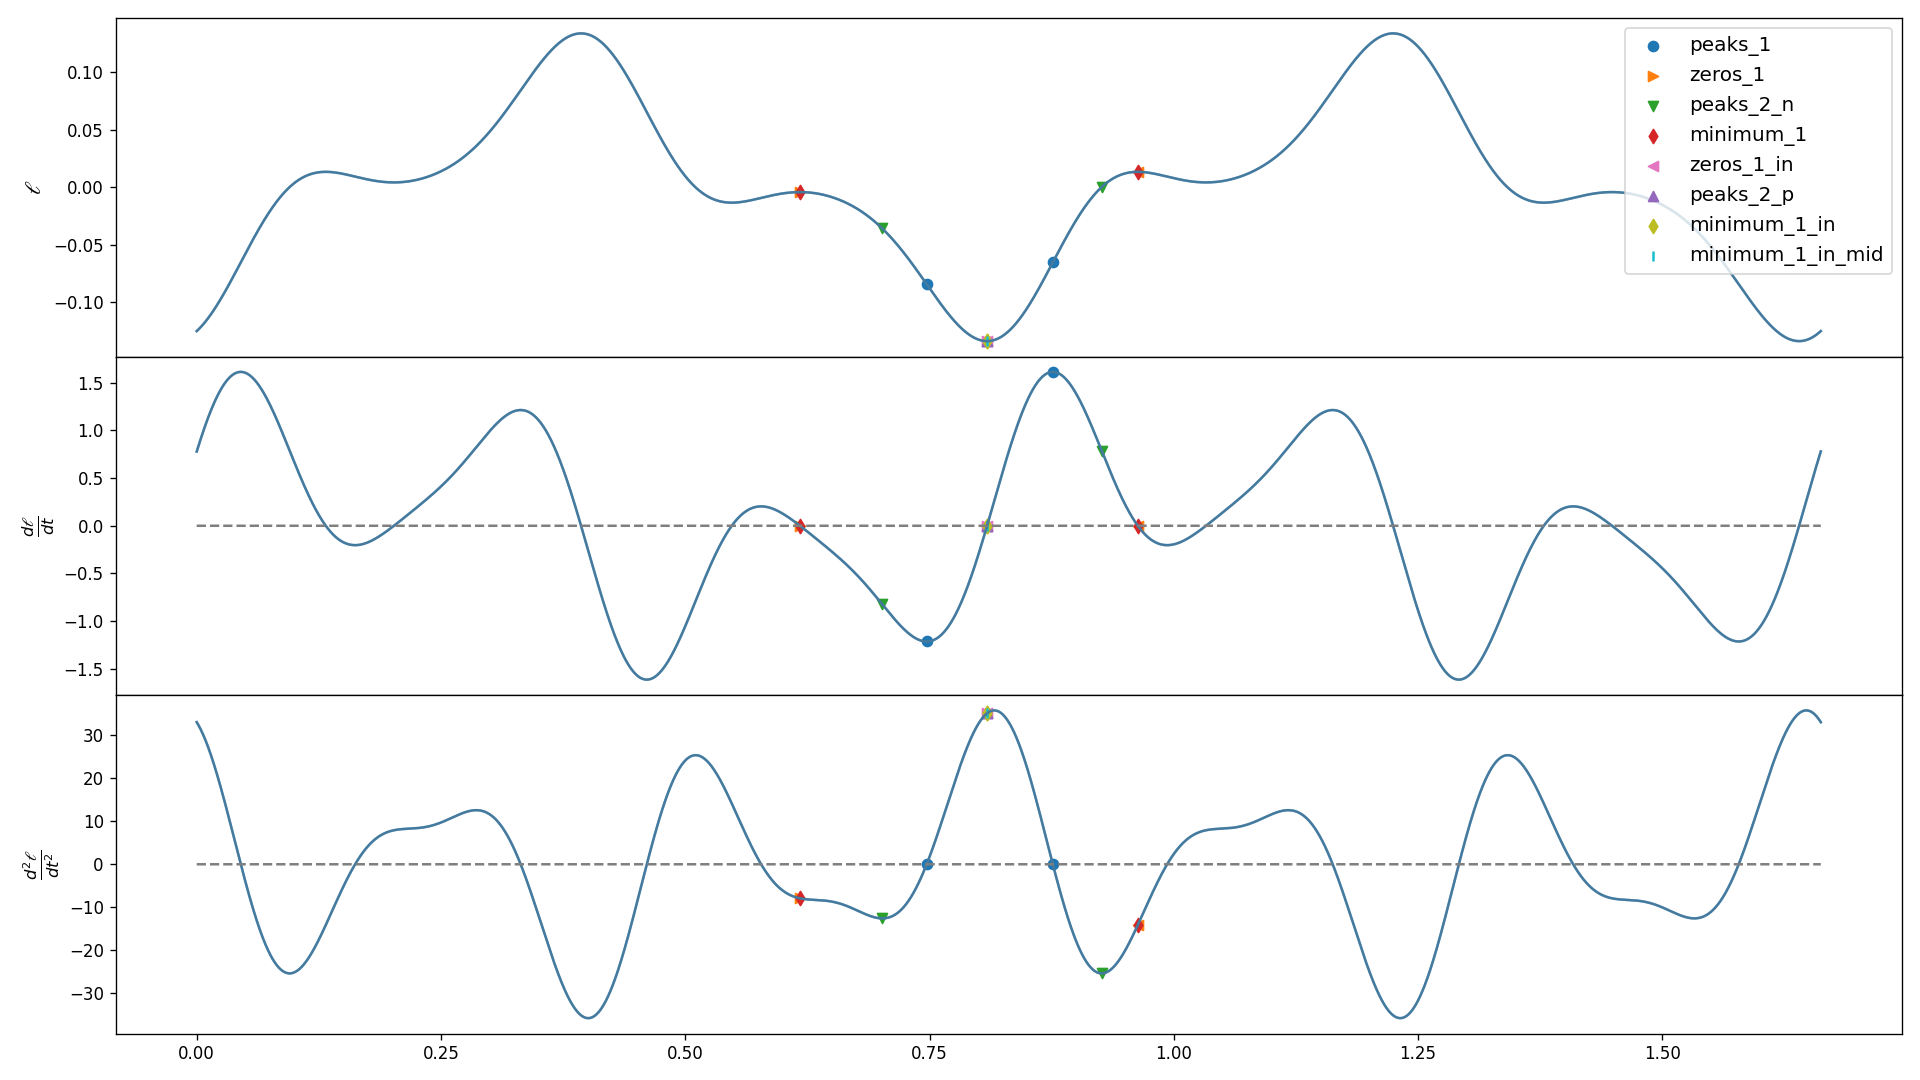 0.10
0.05
0.00
−0.05
−0.10
ℓ
peaks_1
zeros_1
peaks_2_n
minimum_1
zeros_1_in
peaks_2_p
minimum_1_in
minimum_1_in_mid
1.5
1.0
0.5
0.0
−0.5
−1.0
−1.5
dℓ
dt
30
20
10
0
−10
−20
−30
d²ℓ
dt²
0.00 0.25 0.50 0.75 1.00 1.25 1.50